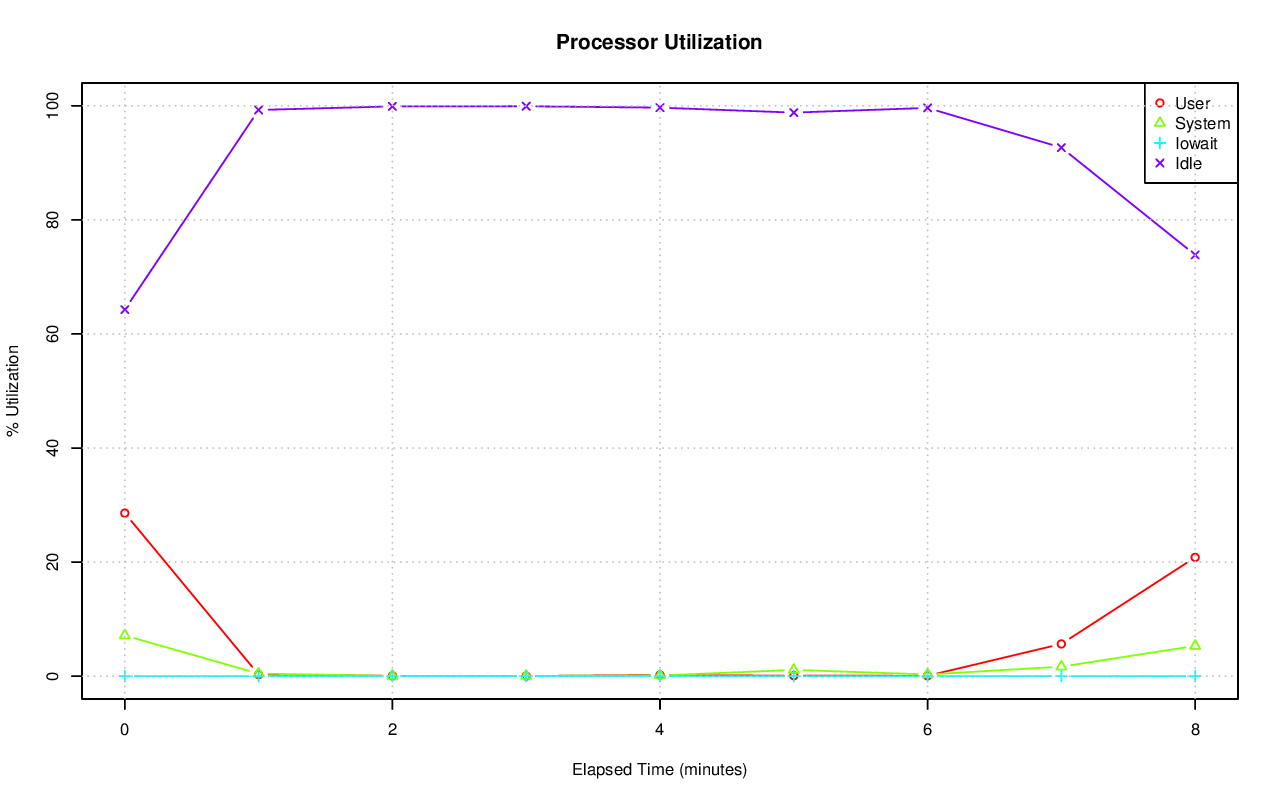 Processor Utilization
100
80
60
40
20
0
% Utilization
User
System
Iowait
Idle
0 2 4 6 8
Elapsed Time (minutes)